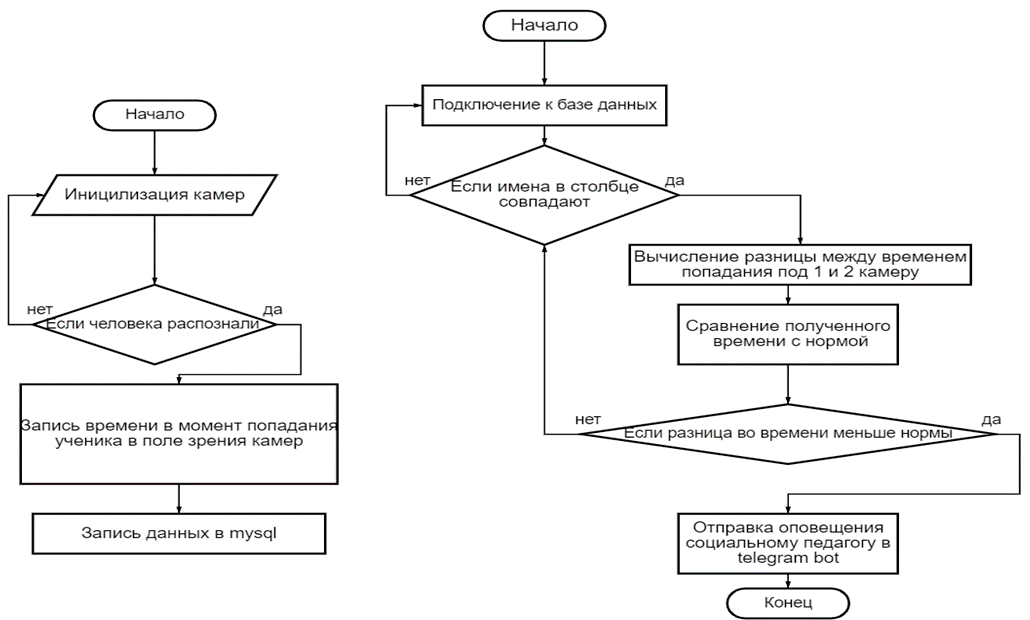 Начало
Иницилизация камер
нет
да
Если человека распознали
Запись времени в момент попадания
ученика в поле зрения камер
Запись данных в mysql
Начало
Подключение к базе данных
нет
да
Если имена в столбце
совпадают
Вычисление разницы между временем
попадания под 1 и 2 камеру
Сравнение полученного
времени с нормой
нет
да
Если разница во времени меньше нормы
Отправка оповещения
социальному педагогу в
telegram bot
Конец